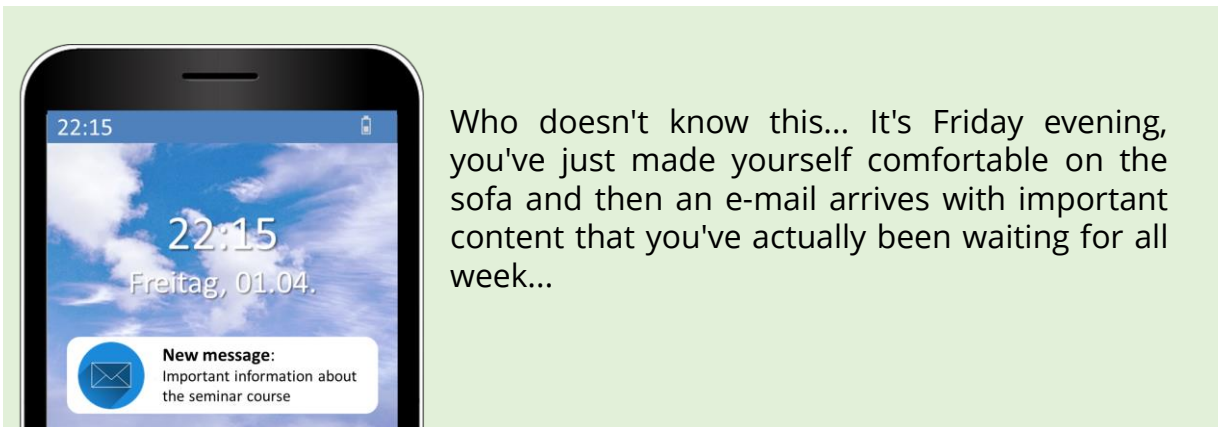 22:15
22:15
Freitag, 01.04.
New message:
Important information about
the seminar course
Who doesn't know this... It's Friday evening,
you've just made yourself comfortable on the
sofa and then an e-mail arrives with important
content that you've actually been waiting for all
week...